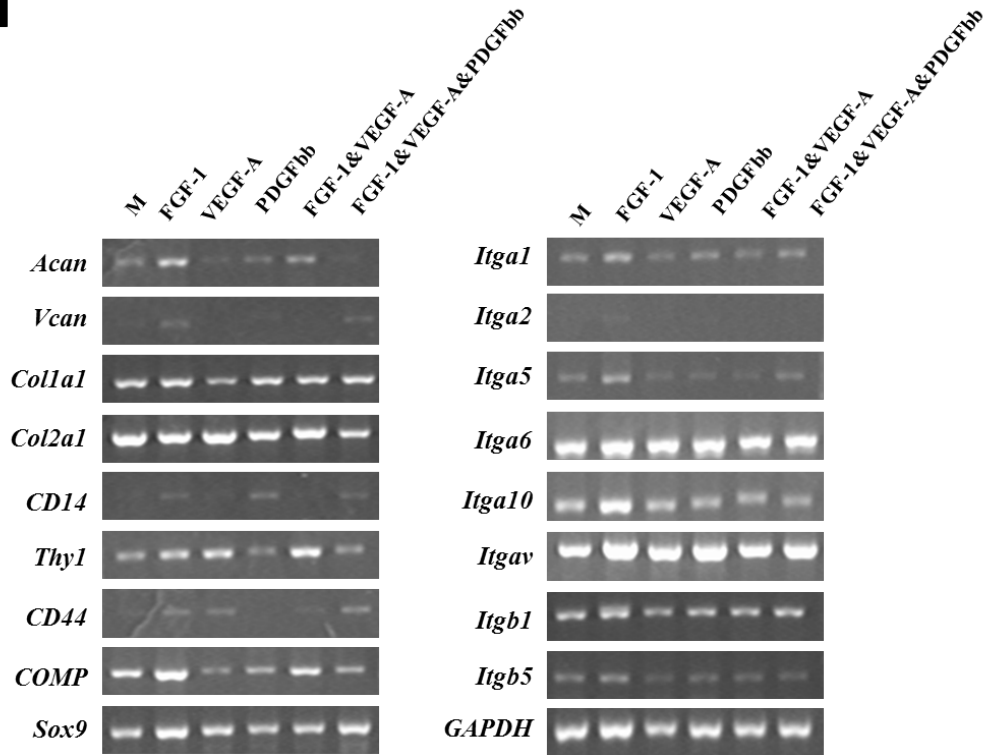 M
FGF-1
VEGF-A
PDGFbb
FGF-1&VEGF-A
FGF-1&VEGF-A&PDGFbb
Acan
Vcan
Col1a1
Col2a1
CD14
Thy1
CD44
COMP
Sox9
M
FGF-1
VEGF-A
PDGFbb
FGF-1&VEGF-A
FGF-1&VEGF-A&PDGFbb
Itga1
Itga2
Itga5
Itga6
Itga10
Itgav
Itgb1
Itgb5
GAPDH